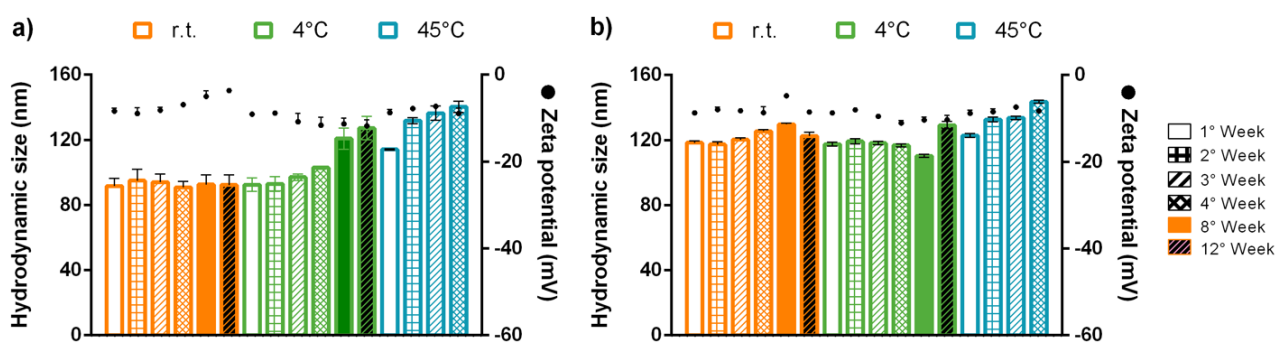 a)
r.t.
4°C
45°C
Hydrodynamic size (nm)
160
120
80
40
0
0
-20
-40
-60
Zeta potential (mV)
b)
r.t.
4°C
45°C
Hydrodynamic size (nm)
160
120
80
40
0
0
-20
-40
-60
Zeta potential (mV)
1° Week
2° Week
3° Week
4° Week
8° Week
12° Week